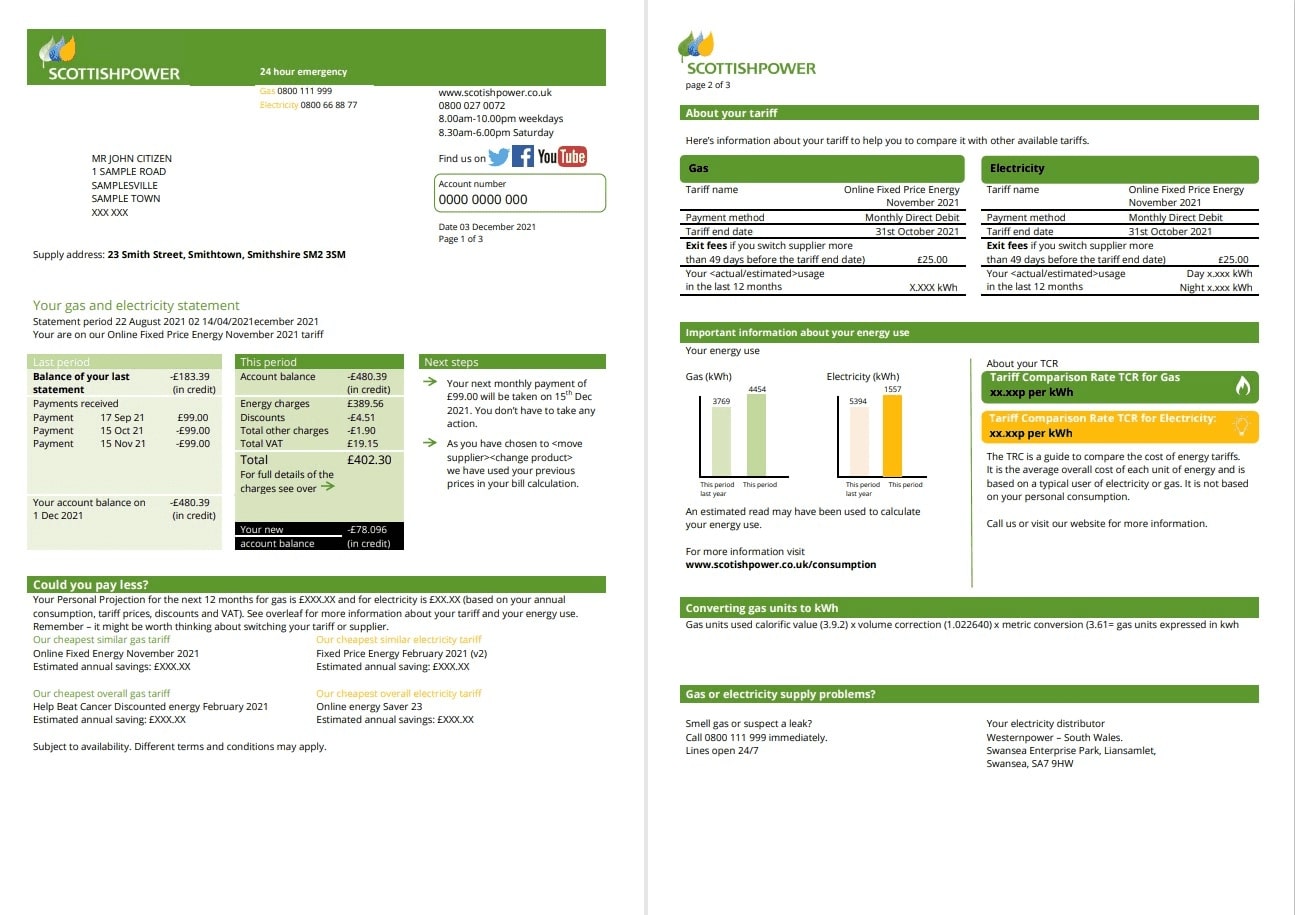 SCOTTISHPOWER
24 hour emergency
Gas 0800 111 999
Electricity 0800 66 88 77
www.scotishpower.co.uk
0800 027 0072
8.00am-10.00pm weekdays
8.30am-6.00pm Saturday
Find us on YouTube
MR JOHN CITIZEN
1 SAMPLE ROAD
SAMPLESVILLE
SAMPLE TOWN
XXX XXX
Account number
0000 0000 000
Date 03 December 2021
Page 1 of 3
Supply address: 23 Smith Street, Smithtown, Smithshire SM2 3SM
Your gas and electricity statement
Statement period 22 August 2021 02 14/04/2021ecember 2021
Your are on our Online Fixed Price Energy November 2021 tariff
Last period
Balance of your last -£183.39
statement (in credit)
Payments received
Payment 17 Sep 21 £99.00
Payment 15 Oct 21 -£99.00
Payment 15 Nov 21 -£99.00
Your account balance on -£480.39
1 Dec 2021 (in credit)
This period
Account balance -£480.39
(in credit)
Energy charges £389.56
Discounts -£4.51
Total other charges -£1.90
Total VAT £19.15
Total £402.30
For full details of the
charges see over
Your new -£78.096
account balance (in credit)
Next steps
Your next monthly payment of
£99.00 will be taken on 15th Dec
2021. You don't have to take any
action.
As you have chosen to <move
supplier><change product>
we have used your previous
prices in your bill calculation.
Could you pay less?
Your Personal Projection for the next 12 months for gas is £XXX.XX and for electricity is £XX.XX (based on your annual
consumption, tariff prices, discounts and VAT). See overleaf for more information about your tariff and your energy use.
Remember – it might be worth thinking about switching your tariff or supplier.
Our cheapest similar gas tariff
Online Fixed Energy November 2021
Estimated annual savings: £XXX.XX
Our cheapest similar electricity tariff
Fixed Price Energy February 2021 (v2)
Estimated annual saving: £XXX.XX
Our cheapest overall gas tariff
Help Beat Cancer Discounted energy February 2021
Estimated annual saving: £XXX.XX
Our cheapest overall electricity tariff
Online energy Saver 23
Estimated annual saving: £XXX.XX
Subject to availability. Different terms and conditions may apply.
SCOTTISHPOWER
page 2 of 3
About your tariff
Here's information about your tariff to help you to compare it with other available tariffs.
Gas
Tariff name Online Fixed Price Energy
November 2021
Payment method Monthly Direct Debit
Tariff end date 31st October 2021
Exit fees if you switch supplier more
than 49 days before the tariff end date) £25.00
Your <actual/estimated>usage
in the last 12 months X.XXX kWh
Electricity
Tariff name Online Fixed Price Energy
November 2021
Payment method Monthly Direct Debit
Tariff end date 31st October 2021
Exit fees if you switch supplier more
than 49 days before the tariff end date) £25.00
Your <actual/estimated>usage Day x.xxx kWh
in the last 12 months Night x.xxx kWh
Important information about your energy use
Your energy use
Gas (kWh)
3769
4454
This period
last year
This period
Electricity (kWh)
5394
1557
This period
last year
This period
An estimated read may have been used to calculate
your energy use.
For more information visit
www.scotishpower.co.uk/consumption
About your TCR
Tariff Comparison Rate TCR for Gas
xx.xxp per kWh
Tariff Comparison Rate TCR for Electricity:
xx.xxp per kWh
The TRC is a guide to compare the cost of energy tariffs.
It is the average overall cost of each unit of energy and is
based on a typical user of electricity or gas. It is not based
on your personal consumption.
Call us or visit our website for more information.
Converting gas units to kWh
Gas units used calorific value (3.9.2) x volume correction (1.022640) x metric conversion (3.61= gas units expressed in kwh
Gas or electricity supply problems?
Smell gas or suspect a leak?
Call 0800 111 999 immediately.
Lines open 24/7
Your electricity distributor
Westernpower – South Wales.
Swansea Enterprise Park, Liansamlet,
Swansea, SA7 9HW